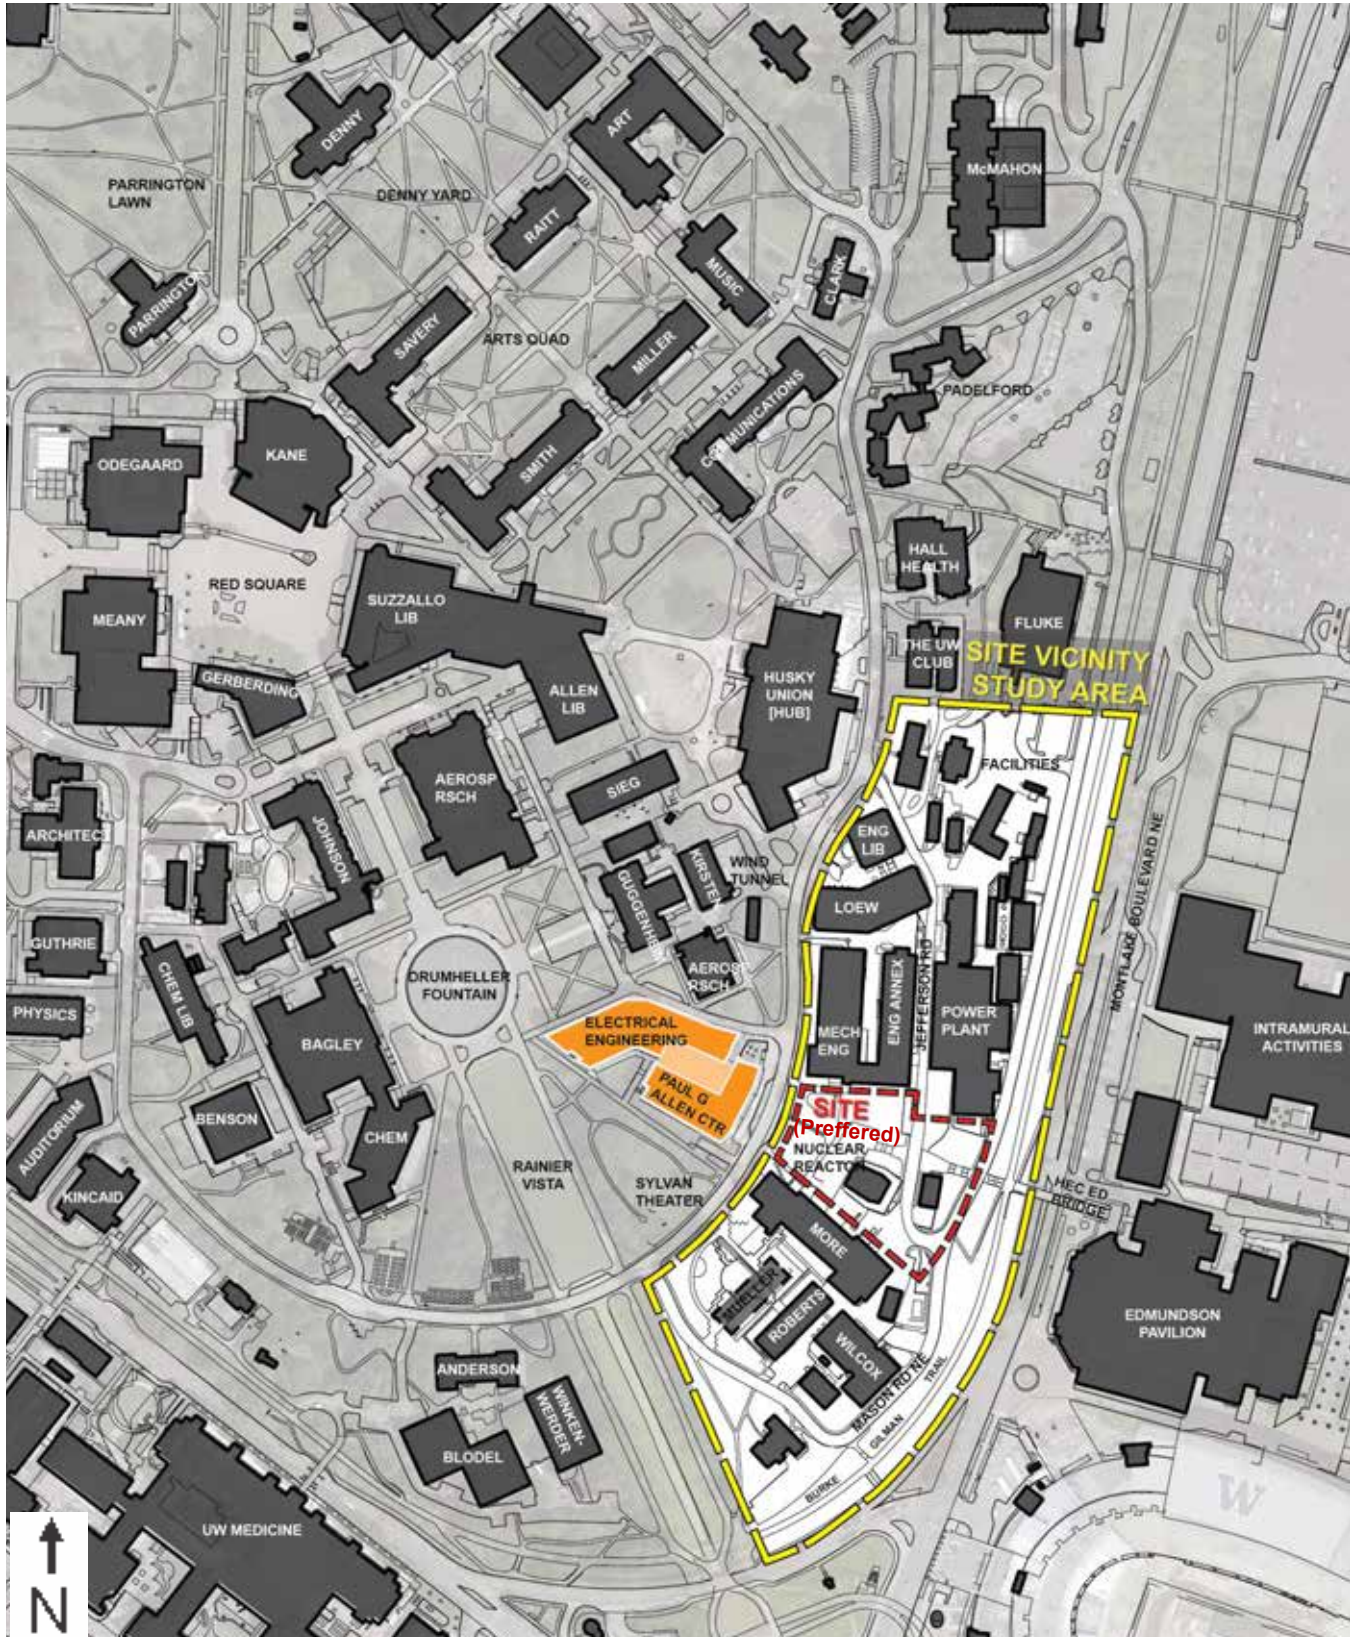 ART
DENNY
McMAHON
PARRINGTON
LAWN
DENNY YARD
RAITT
MUSIC
CLARK
PARRINGTON
SAVERY
ARTS QUAD
MILLER
PADELFORD
COMMUNICATIONS
KANE
ODEGAARD
SMITH
HALL
HEALTH
RED SQUARE
SUZZALLO
LIB
MEANY
FLUKE
THE UW
CLUB
SITE VICINITY
STUDY AREA
GERBERDING
ALLEN
LIB
HUSKY
UNION
[HUB]
FACILITIES
AEROSP
RSCH
SIEG
ARCHITECT
JOHNSON
ENG
LIB
KIRSTEN
WIND
TUNNEL
GUGGENHEIM
LOEW
MONTLAKE BOULEVARD NE
GUTHRIE
CHEM LIB
AEROSP
RSCH
DRUMHELLER
FOUNTAIN
ENG ANNEX
JEFFERSON RD
PHYSICS
BAGLEY
ELECTRICAL
ENGINEERING
MECH
ENG
POWER
PLANT
INTRAMURAL
ACTIVITIES
PAUL G
ALLEN CTR
SITE
(Preffered)
BENSON
CHEM
AUDITORIUM
NUCLEAR
REACTOR
RAINIER
VISTA
SYLVAN
THEATER
KINCAID
HEC ED
BRIDGE
MORE
MUELLER
ROBERTS
WILCOX
EDMUNDSON
PAVILION
ANDERSON
MASON RD NE
WINKEN-
WERDER
BLODEL
BURKE
GILMAN
TRAIL
UW MEDICINE
W
N